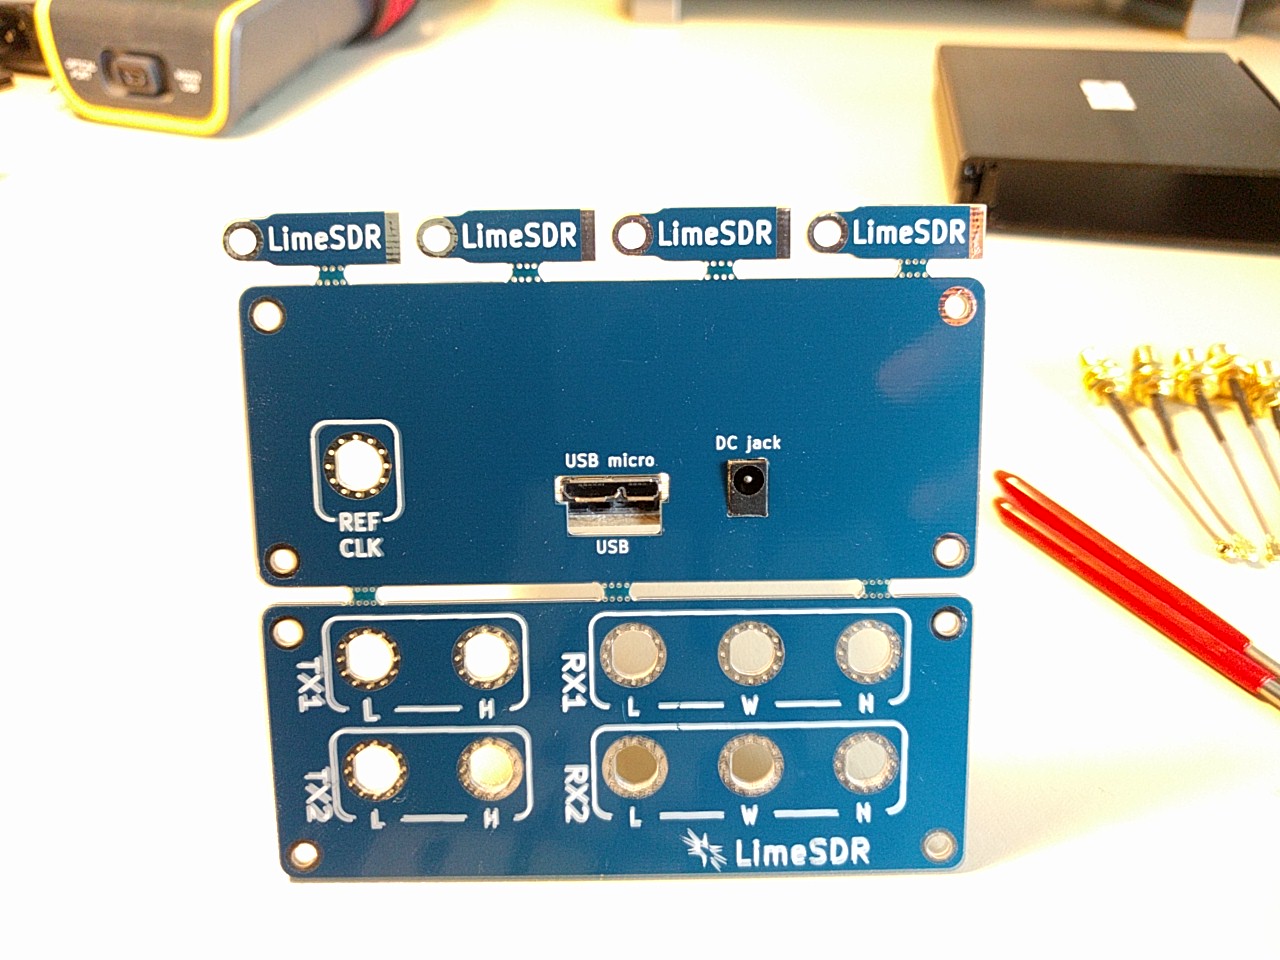 LimeSDR LimeSDR LimeSDR LimeSDR
DC jack
USB micro
REF
CLK
USB
TX1
L H
RX1
L W N
TX2
L H
RX2
L W N
LimeSDR